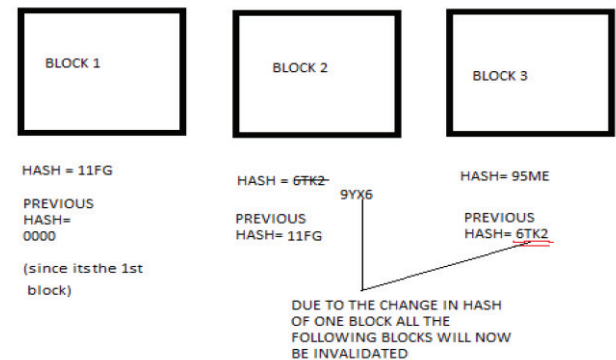 BLOCK 1
HASH = 11FG
PREVIOUS
HASH=
0000
(since itsthe 1st
block)
BLOCK 2
HASH = 6TK2
9YX6
PREVIOUS
HASH= 11FG
BLOCK 3
HASH= 95ME
PREVIOUS
HASH= 6TK2
DUE TO THE CHANGE IN HASH
OF ONE BLOCK ALL THE
FOLLOWING BLOCKS WILL NOW
BE INVALIDATED